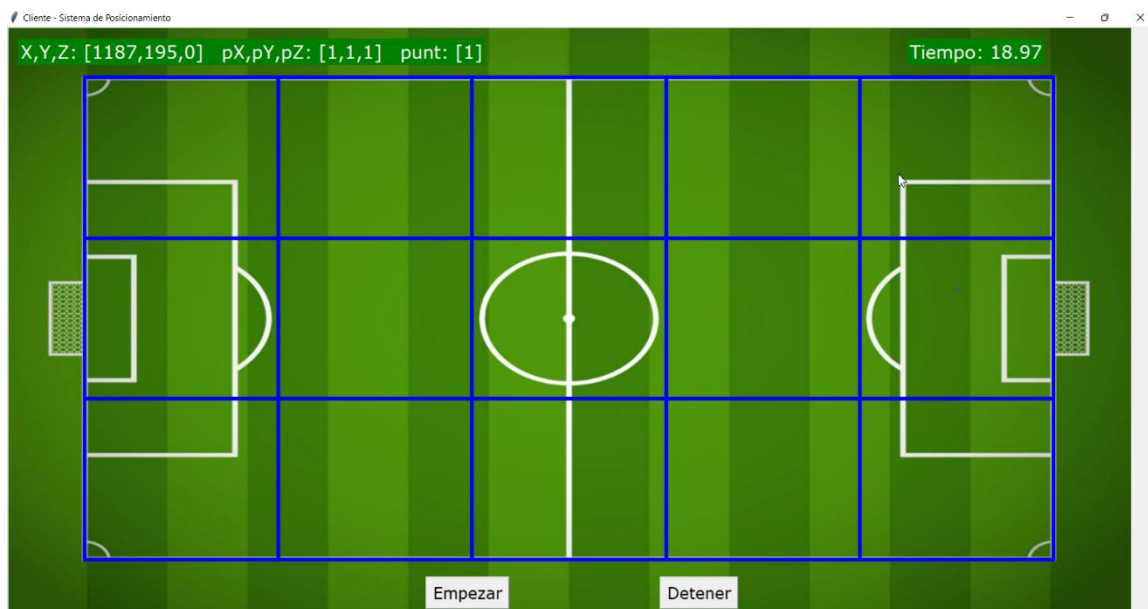 Cliente - Sistema de Posicionamiento
X,Y,Z: [1187,195,0] pX,pY,pZ: [1,1,1] punt: [1]
Tiempo: 18.97
Empezar
Detener